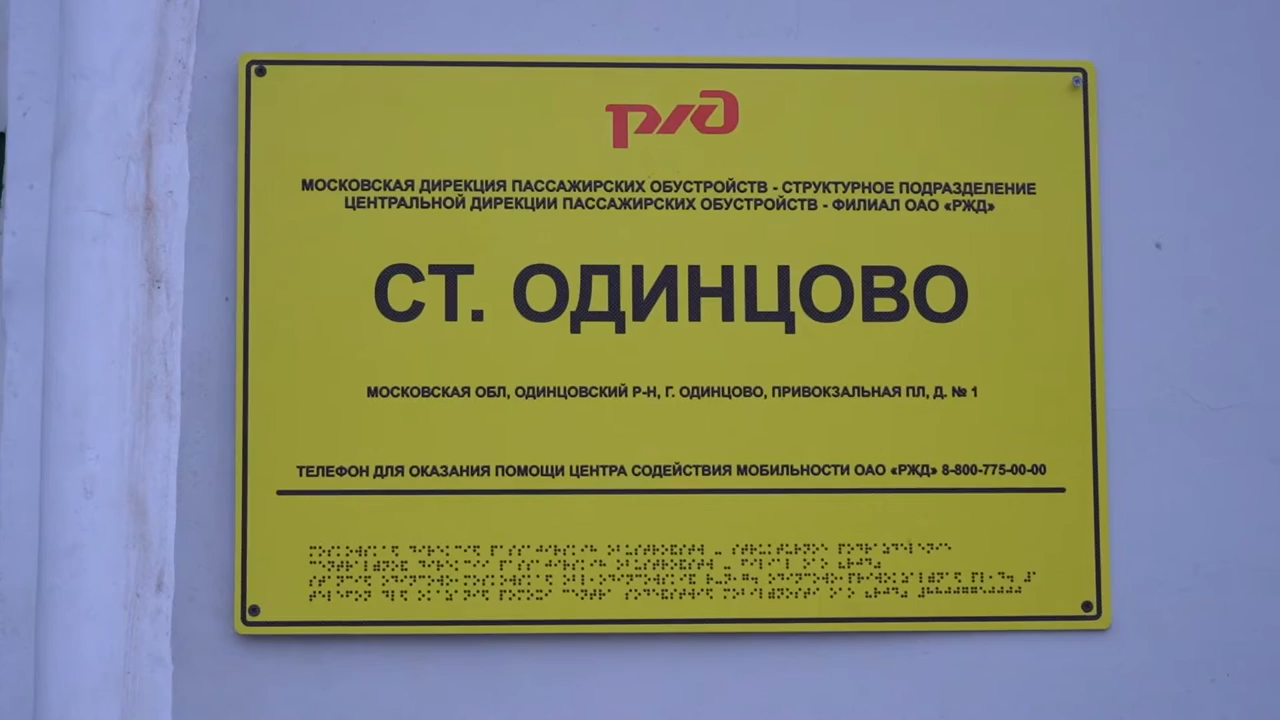 РЖД
МОСКОВСКАЯ ДИРЕКЦИЯ ПАССАЖИРСКИХ ОБУСТРОЙСТВ - СТРУКТУРНОЕ ПОДРАЗДЕЛЕНИЕ
ЦЕНТРАЛЬНОЙ ДИРЕКЦИИ ПАССАЖИРСКИХ ОБУСТРОЙСТВ - ФИЛИАЛ ОАО «РЖД»
СТ. ОДИНЦОВО
МОСКОВСКАЯ ОБЛ, ОДИНЦОВСКИЙ Р-Н, Г. ОДИНЦОВО, ПРИВОКЗАЛЬНАЯ ПЛ, Д. № 1
ТЕЛЕФОН ДЛЯ ОКАЗАНИЯ ПОМОЩИ ЦЕНТРА СОДЕЙСТВИЯ МОБИЛЬНОСТИ ОАО «РЖД» 8-800-775-00-00